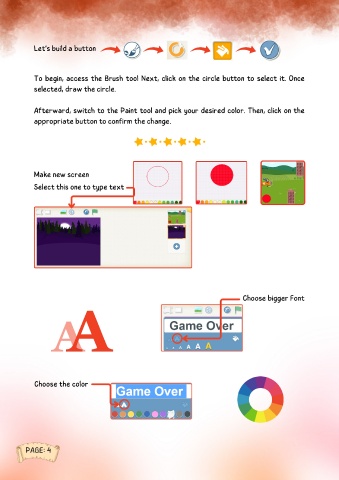 Let's build a button
To begin, access the Brush tool Next, click on the circle button to select it. Once
selected, draw the circle.
Afterward, switch to the Paint tool and pick your desired color. Then, click on the
appropriate button to confirm the change.
Make new screen
Select this one to type text
Choose bigger Font
Game Over
A A A A
AA
Choose the color
Game Over
A
PAGE: 4